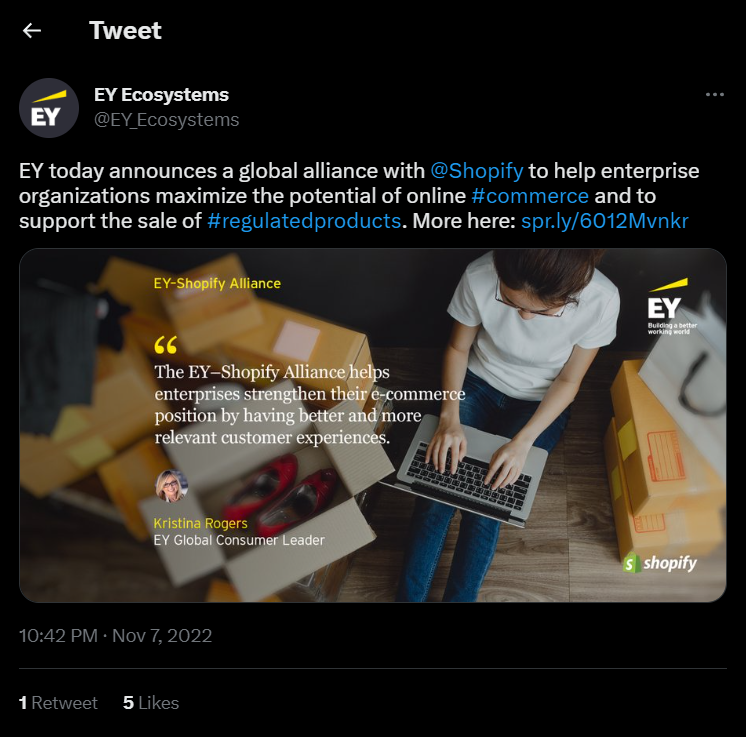 Tweet
EY
EY Ecosystems
@EY_Ecosystems
EY today announces a global alliance with @Shopify to help enterprise
organizations maximize the potential of online #commerce and to
support the sale of #regulatedproducts. More here: spr.ly/6012Mvnkr
EY-Shopify Alliance
EY
Building a better
working world
“
The EY–Shopify Alliance helps
enterprises strengthen their e-commerce
position by having better and more
relevant customer experiences.
Kristina Rogers
EY Global Consumer Leader
shopify
10:42 PM · Nov 7, 2022
1 Retweet 5 Likes